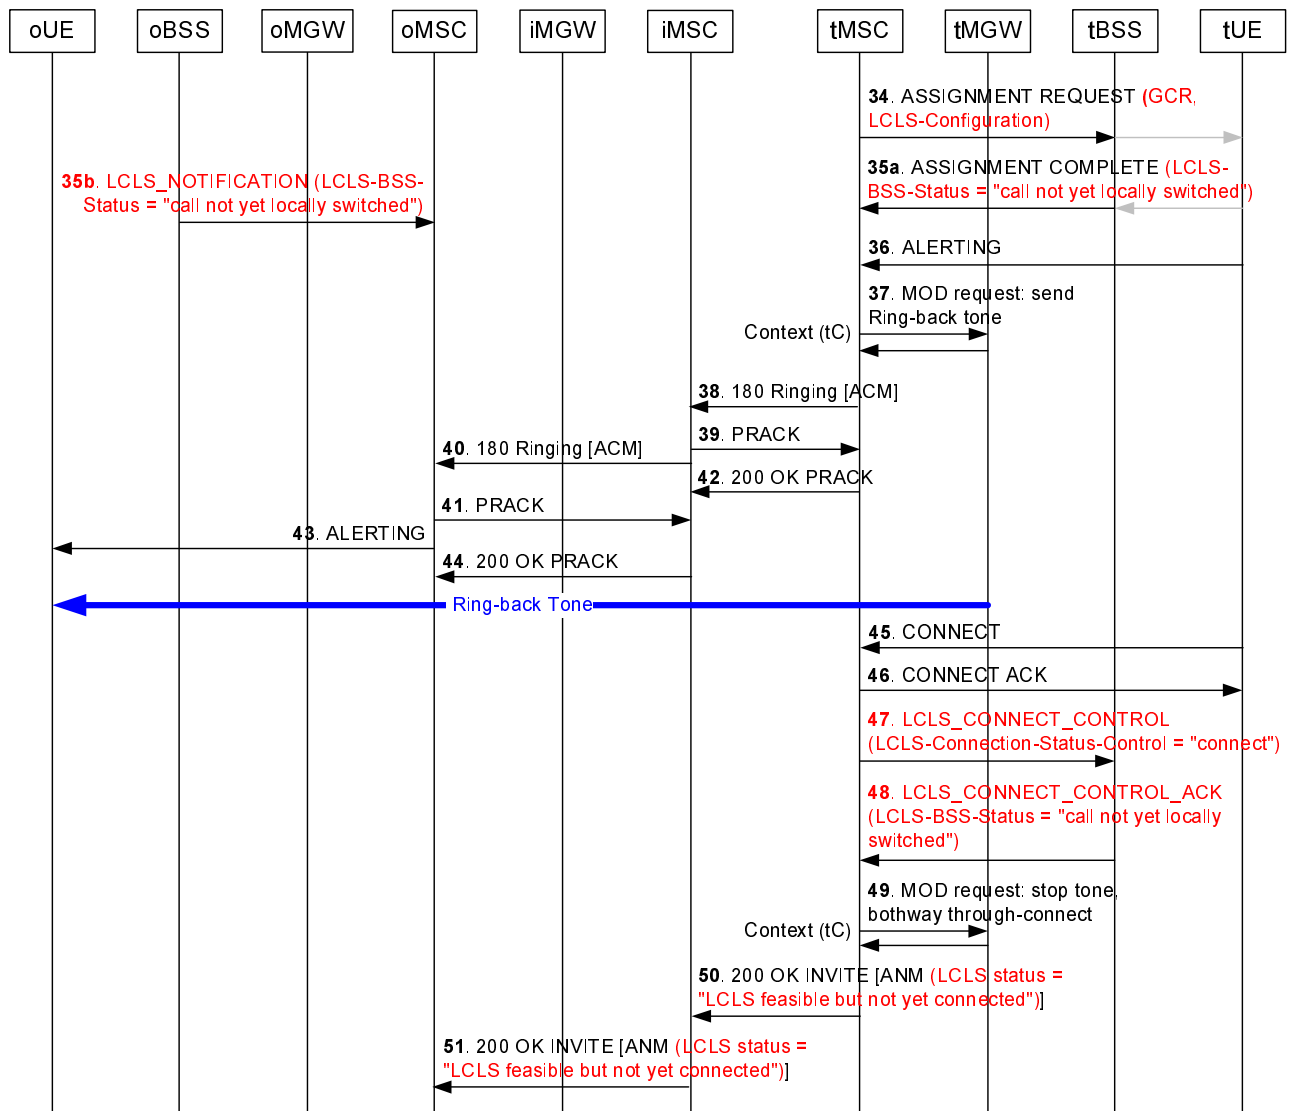 oUE oBSS oMGW oMSC iMGW iMSC tMSC tMGW tBSS tUE
34. ASSIGNMENT REQUEST (GCR,
LCLS-Configuration)
35a. ASSIGNMENT COMPLETE (LCLS-
BSS-Status = "call not yet locally switched")
35b. LCLS_NOTIFICATION (LCLS-BSS-
Status = "call not yet locally switched")
36. ALERTING
37. MOD request: send
Ring-back tone
Context (tC)
38. 180 Ringing [ACM]
39. PRACK
40. 180 Ringing [ACM]
42. 200 OK PRACK
41. PRACK
43. ALERTING
44. 200 OK PRACK
Ring-back Tone
45. CONNECT
46. CONNECT ACK
47. LCLS_CONNECT_CONTROL
(LCLS-Connection-Status-Control = "connect")
48. LCLS_CONNECT_CONTROL_ACK
(LCLS-BSS-Status = "call not yet locally
switched")
49. MOD request: stop tone,
bothway through-connect
Context (tC)
50. 200 OK INVITE [ANM (LCLS status =
"LCLS feasible but not yet connected")]
51. 200 OK INVITE [ANM (LCLS status =
"LCLS feasible but not yet connected")]